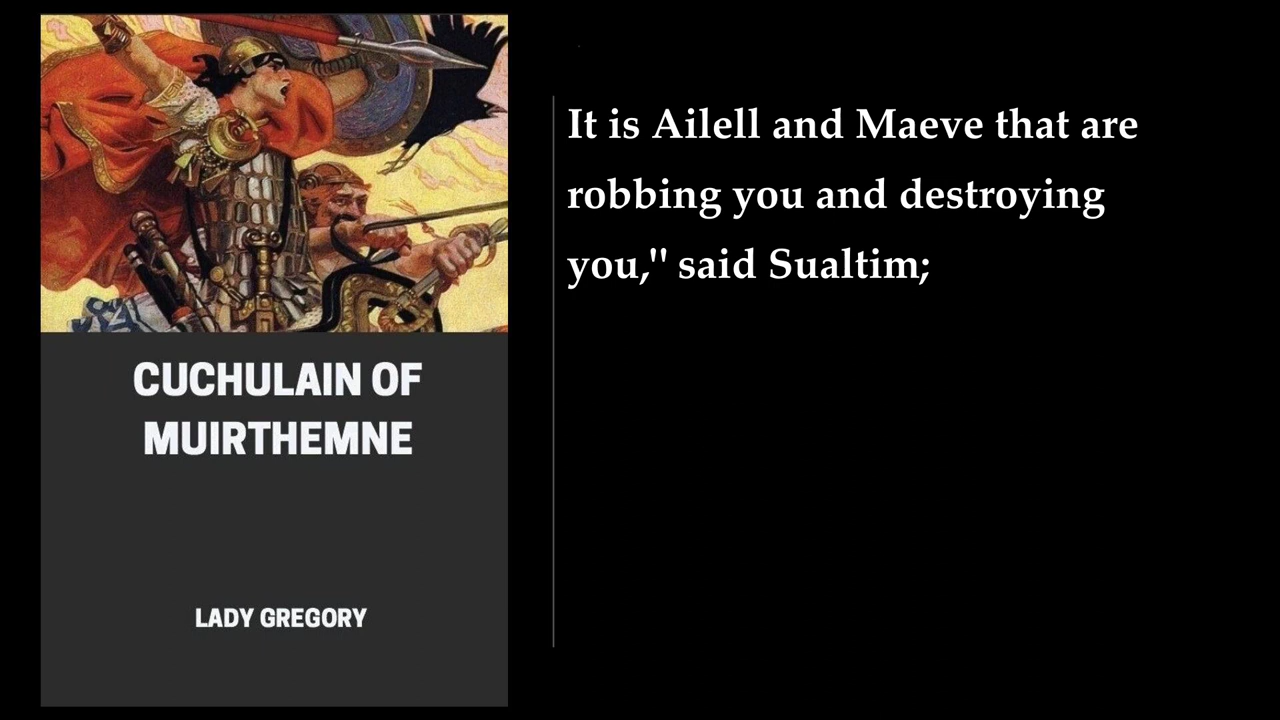 CUCHULAIN OF
MUIRTHEMNE
LADY GREGORY
It is Ailell and Maeve that are
robbing you and destroying
you," said Sualtim;